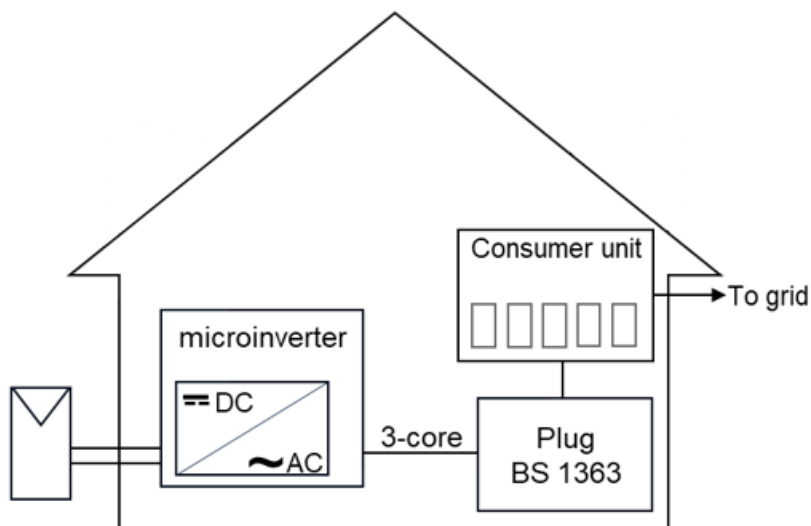 Consumer unit
To grid
microinverter
DC
AC
3-core
Plug
BS 1363